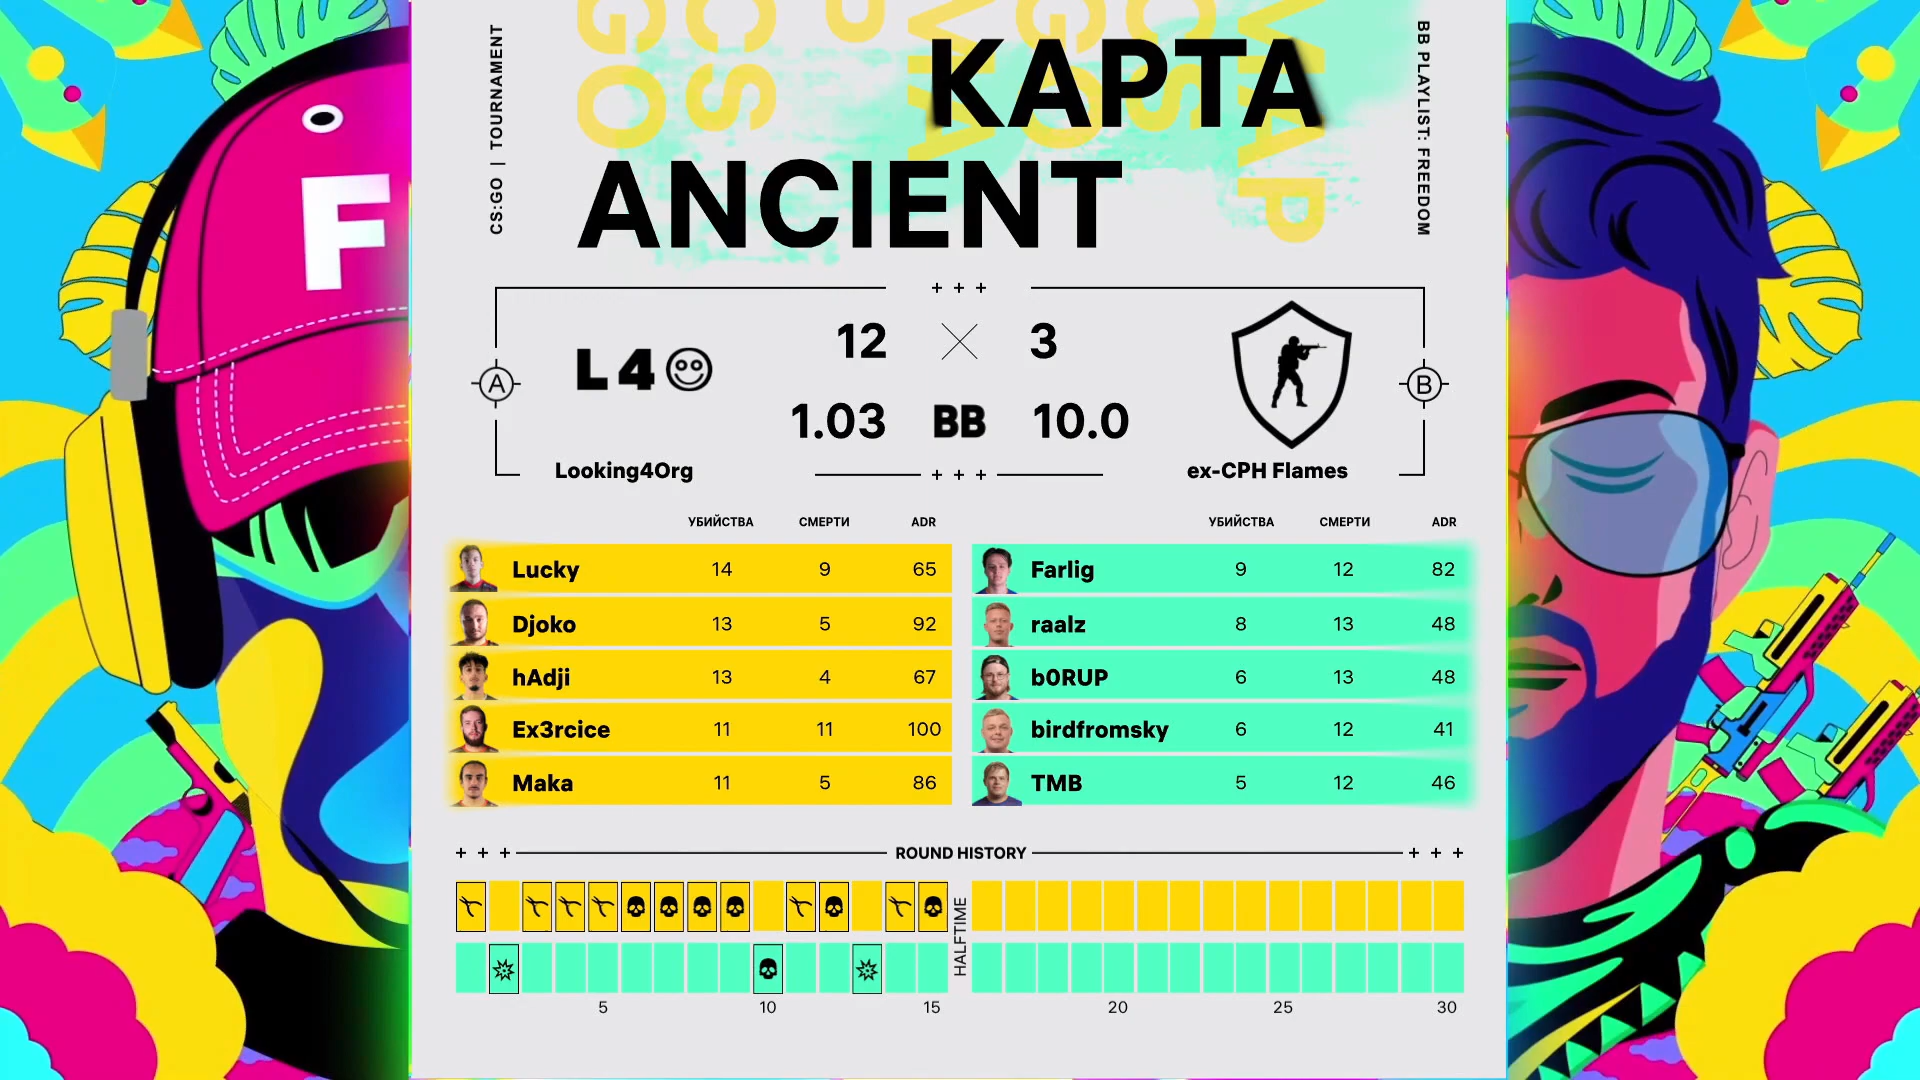 CS:GO | TOURNAMENT
BB PLAYLIST: FREEDOM
КАРТА
ANCIENT
F
12 3
L4
A
B
1.03 BB 10.0
Looking4Org
ex-CPH Flames
УБИЙСТВА СМЕРТИ ADR
Lucky 14 9 65
Djoko 13 5 92
hAdji 13 4 67
Ex3rcice 11 11 100
Maka 11 5 86
УБИЙСТВА СМЕРТИ ADR
Farlig 9 12 82
raalz 8 13 48
b0RUP 6 13 48
birdfromsky 6 12 41
TMB 5 12 46
ROUND HISTORY
HALFTIME
5 10 15 20 25 30